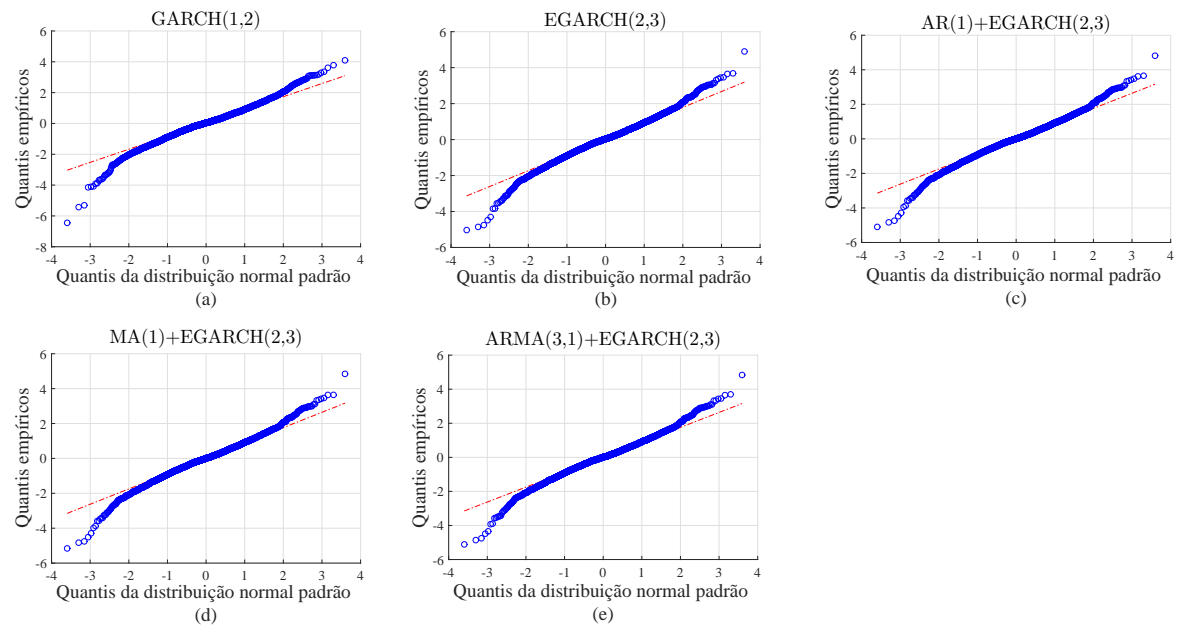 GARCH(1,2)
Quantis empíricos
6
4
2
0
-2
-4
-6
-8
-4 -3 -2 -1 0 1 2 3 4
Quantis da distribuição normal padrão
(a)
EGARCH(2,3)
Quantis empíricos
6
4
2
0
-2
-4
-6
-4 -3 -2 -1 0 1 2 3 4
Quantis da distribuição normal padrão
(b)
AR(1)+EGARCH(2,3)
Quantis empíricos
6
4
2
0
-2
-4
-6
-4 -3 -2 -1 0 1 2 3 4
Quantis da distribuição normal padrão
(c)
MA(1)+EGARCH(2,3)
Quantis empíricos
6
4
2
0
-2
-4
-6
-4 -3 -2 -1 0 1 2 3 4
Quantis da distribuição normal padrão
(d)
ARMA(3,1)+EGARCH(2,3)
Quantis empíricos
6
4
2
0
-2
-4
-6
-4 -3 -2 -1 0 1 2 3 4
Quantis da distribuição normal padrão
(e)